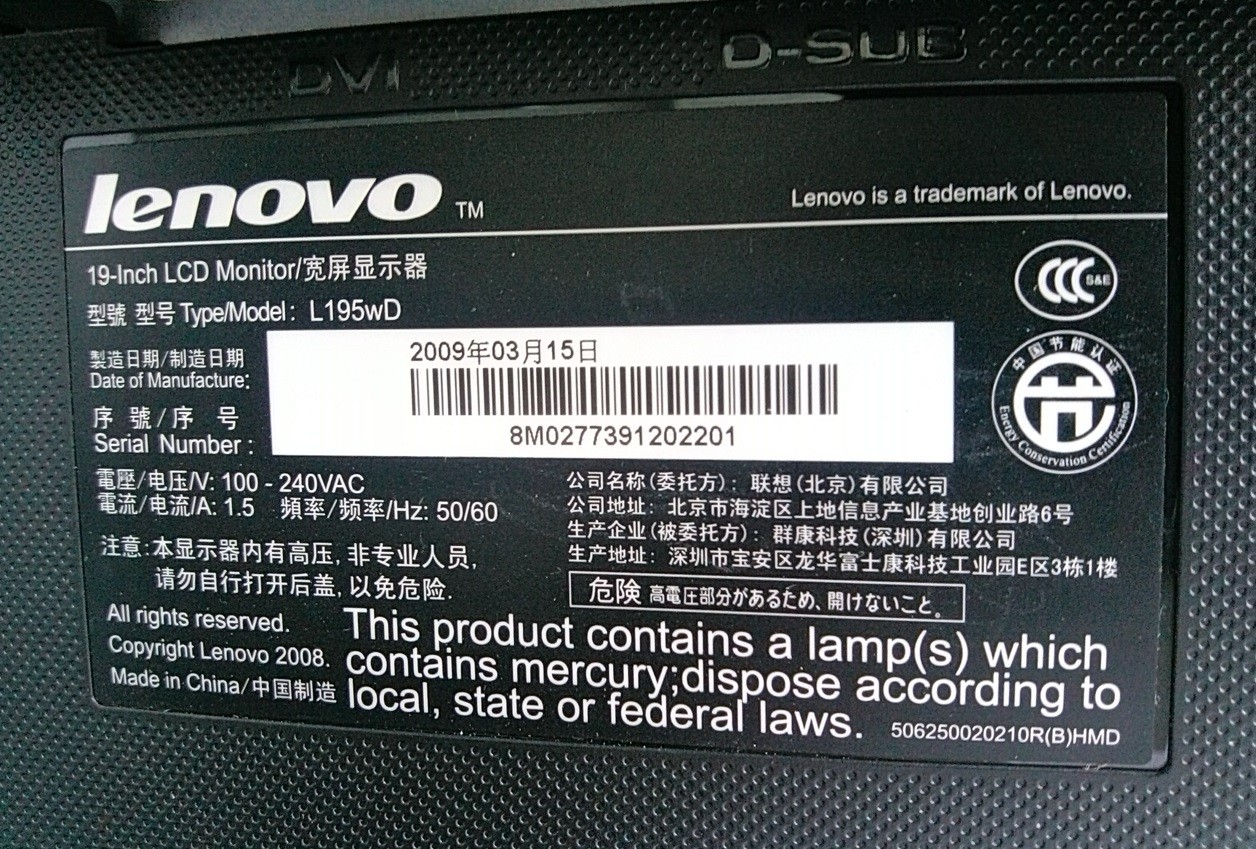 DVI
D-SUB
lenovo TM
Lenovo is a trademark of Lenovo.
19-Inch LCD Monitor/宽屏显示器
型號 型号 Type/Model: L195wD
CCC S&E
製造日期/制造日期
Date of Manufacture:
2009年03月15日
序 號/序 号
Serial Number :
8M0277391202201
中国节能认证
Energy Conservation Certification
電壓/电压/V: 100 - 240VAC
電流/电流/A: 1.5 頻率/频率/Hz: 50/60
注意:本显示器内有高压, 非专业人员,
请勿自行打开后盖, 以免危险.
公司名称(委托方): 联想(北京)有限公司
公司地址: 北京市海淀区上地信息产业基地创业路6号
生产企业(被委托方): 群康科技(深圳)有限公司
生产地址: 深圳市宝安区龙华富士康科技工业园E区3栋1楼
危険 高電圧部分があるため、開けないこと。
All rights reserved.
Copyright Lenovo 2008.
Made in China/中国制造
This product contains a lamp(s) which
contains mercury;dispose according to
local, state or federal laws.
506250020210R(B)HMD